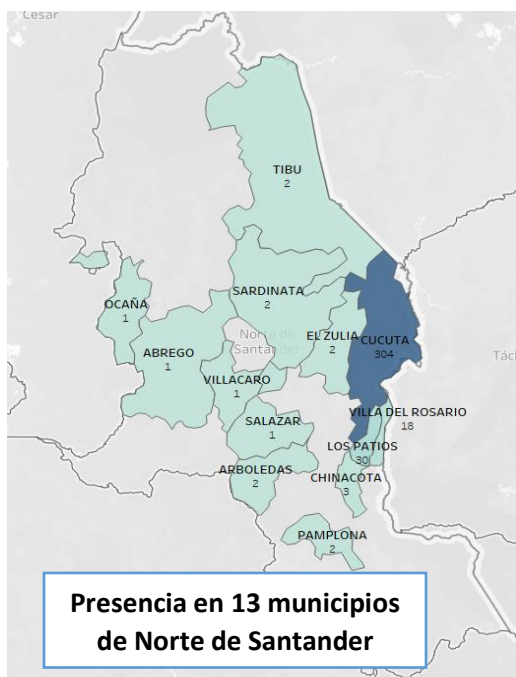 Cesar
TIBU
2
SARDINATA
2
OCAÑA
1
EL ZULIA
2
CUCUTA
304
Norte de
Santander
ABREGO
1
Tách
VILLACARO
1
VILLA DEL ROSARIO
18
SALAZAR
1
LOS PATIOS
30
ARBOLEDAS
2
CHINACOTA
3
PAMPLONA
2
Presencia en 13 municipios
de Norte de Santander